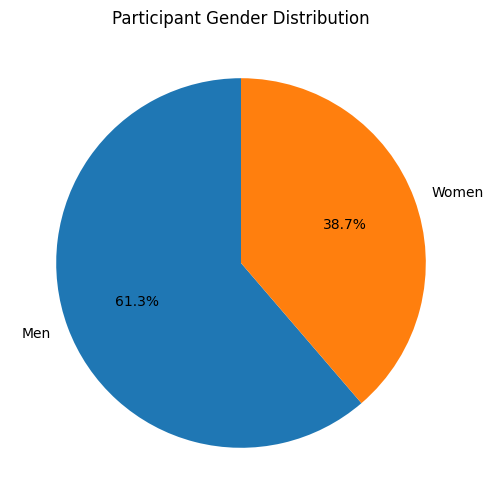 Participant Gender Distribution
Women
38.7%
61.3%
Men